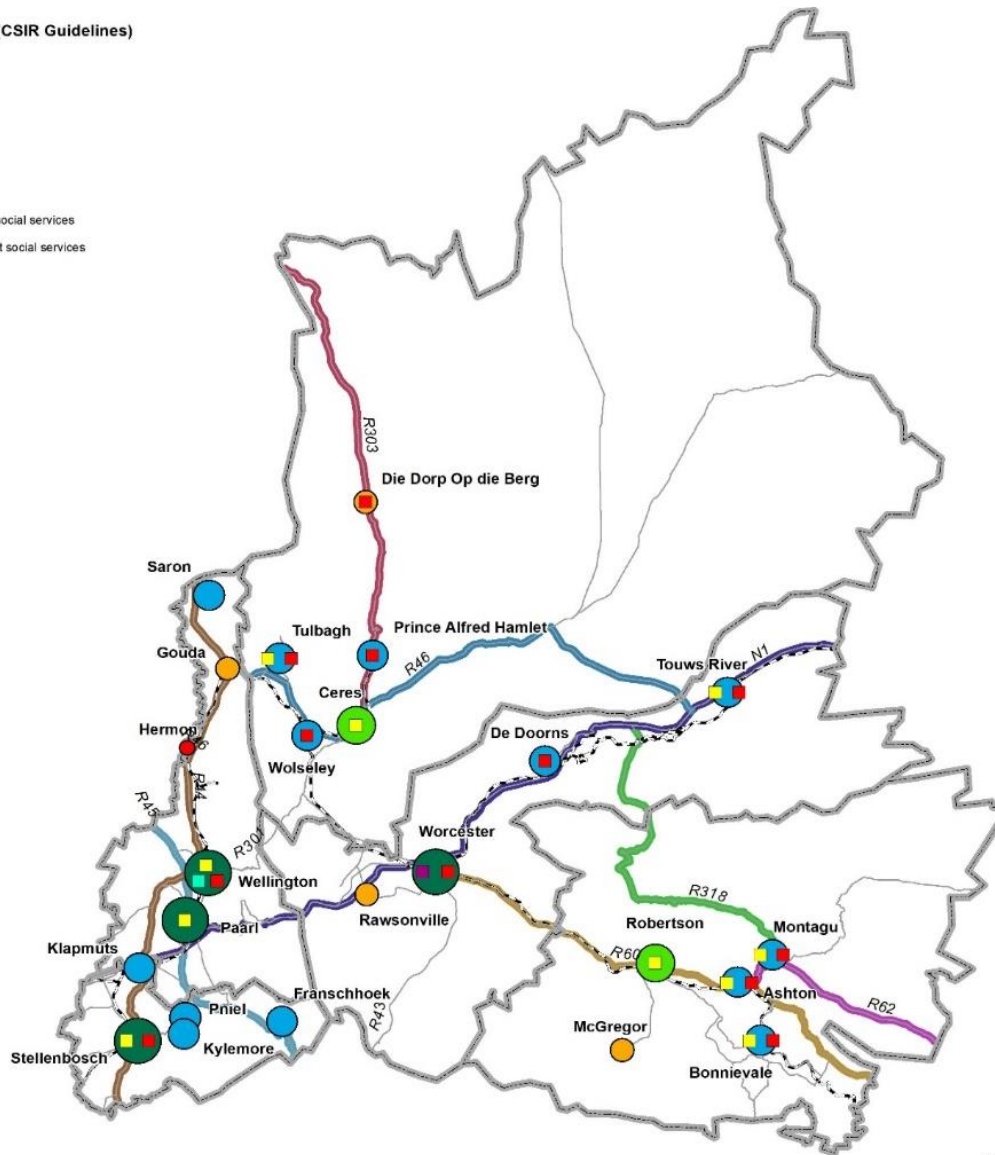 CSIR Guidelines)
social services
t social services
R303
Die Dorp Op die Berg
Saron
Tulbagh
Prince Alfred Hamlet
Gouda
R46
N1
Touws River
Ceres
Hermon
De Doorns
Wolseley
R44
R45
R301
Worcester
Wellington
R318
Rawsonville
Paarl
Robertson
Montagu
Klapmuts
R60
Ashton
Franschhoek
Pniel
R62
R43
McGregor
Kylemore
Stellenbosch
Bonnievale